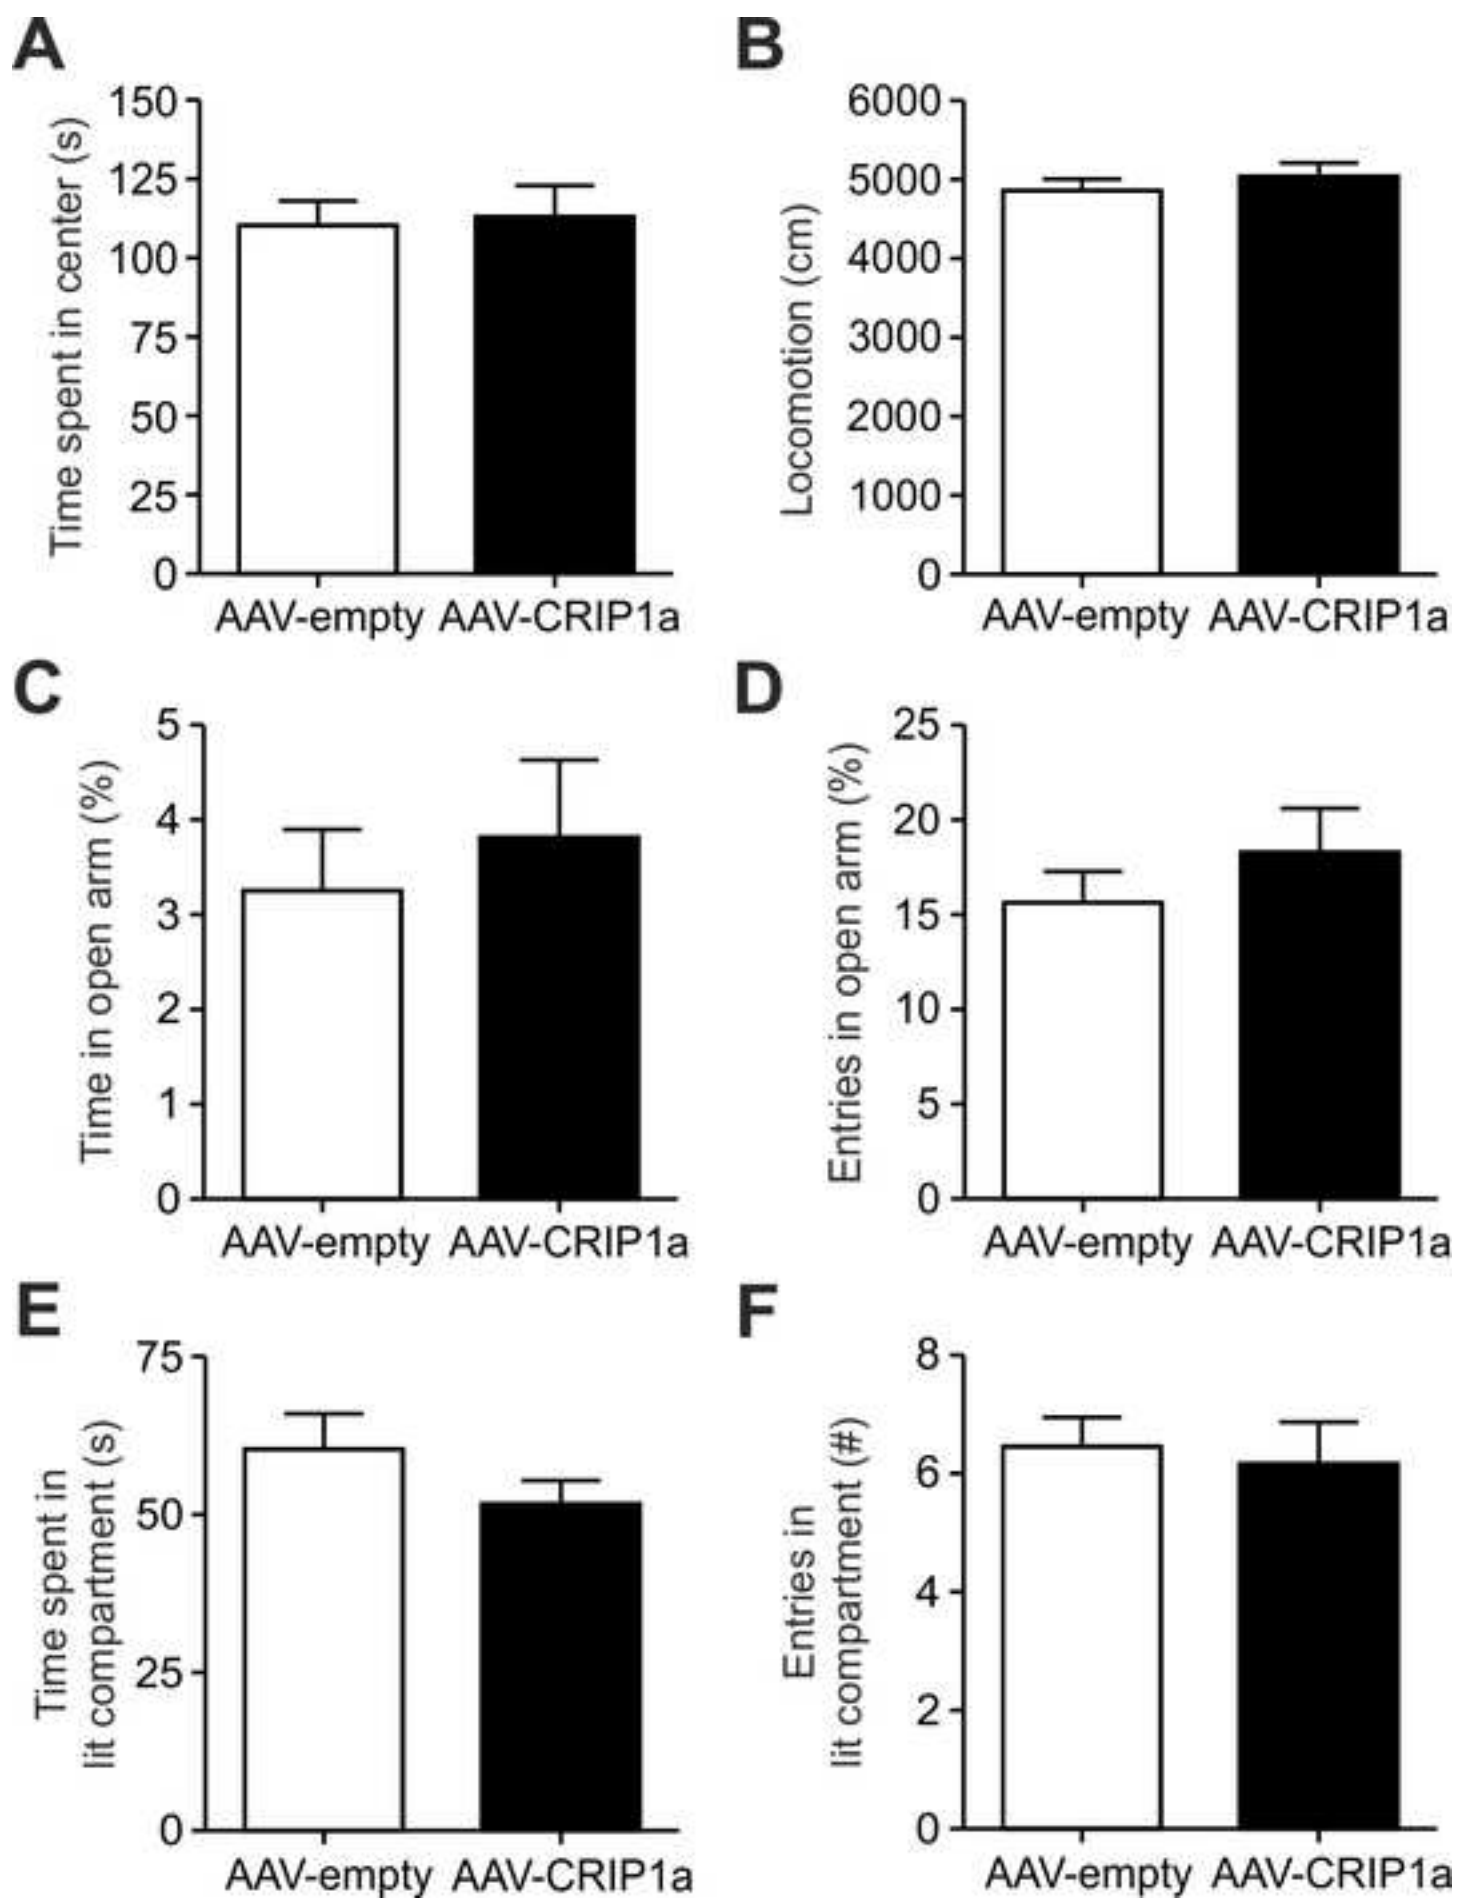 A
Time spent in center (s)
150
125
100
75
50
25
0
AAV-empty AAV-CRIP1a
B
Locomotion (cm)
6000
5000
4000
3000
2000
1000
0
AAV-empty AAV-CRIP1a
C
Time in open arm (%)
5
4
3
2
1
0
AAV-empty AAV-CRIP1a
D
Entries in open arm (%)
25
20
15
10
5
0
AAV-empty AAV-CRIP1a
E
Time spent in
lit compartment (s)
75
50
25
0
AAV-empty AAV-CRIP1a
F
Entries in
lit compartment (#)
8
6
4
2
0
AAV-empty AAV-CRIP1a